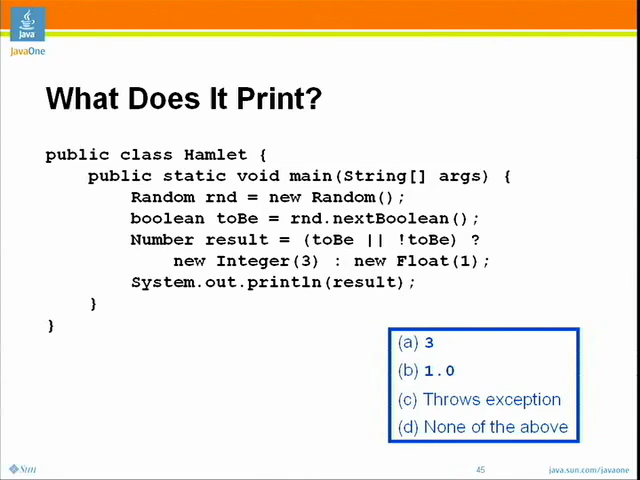 Java
JavaOne
What Does It Print?
public class Hamlet {
public static void main(String[] args) {
Random rnd = new Random();
boolean toBe = rnd.nextBoolean();
Number result = (toBe || !toBe) ?
new Integer(3) : new Float(1);
System.out.println(result);
}
}
(a) 3
(b) 1.0
(c) Throws exception
(d) None of the above
Sun
45
java.sun.com/javaone